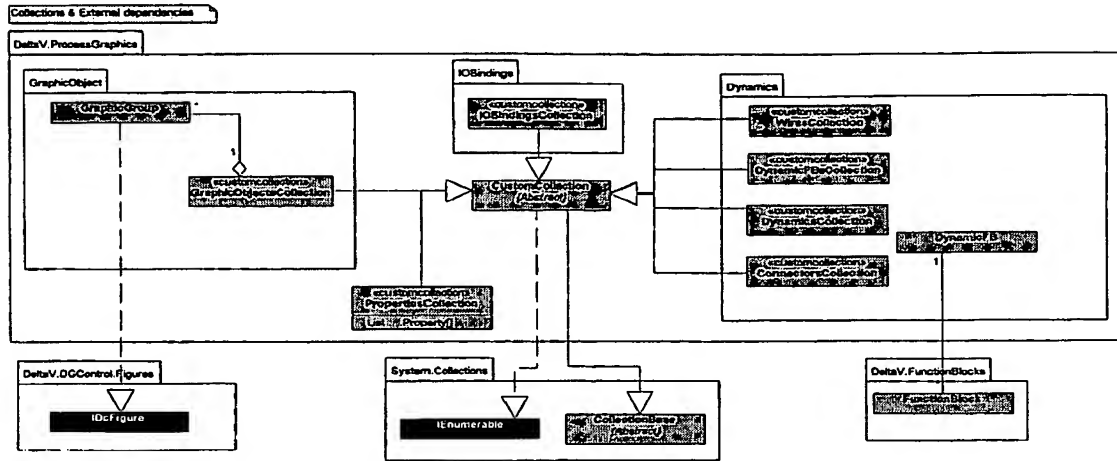 Collections & External dependencies
DeltaV.ProcessGraphics
GraphicObject
GraphicGroup
*
1
«customcollection»
GraphicObjectsCollection
IOBindings
«customcollection»
IOBindingsCollection
CustomCollection
{Abstract}
Dynamics
«customcollection»
WiresCollection
«customcollection»
DynamicFBsCollection
«customcollection»
DynamicsCollection
DynamicFB
1
«customcollection»
ConnectorsCollection
«customcollection»
PropertiesCollection
DeltaV.DGControl.Figures
IDcFigure
System.Collections
IEnumerable
CollectionBase
{Abstract}
DeltaV.FunctionBlocks
FunctionBlock